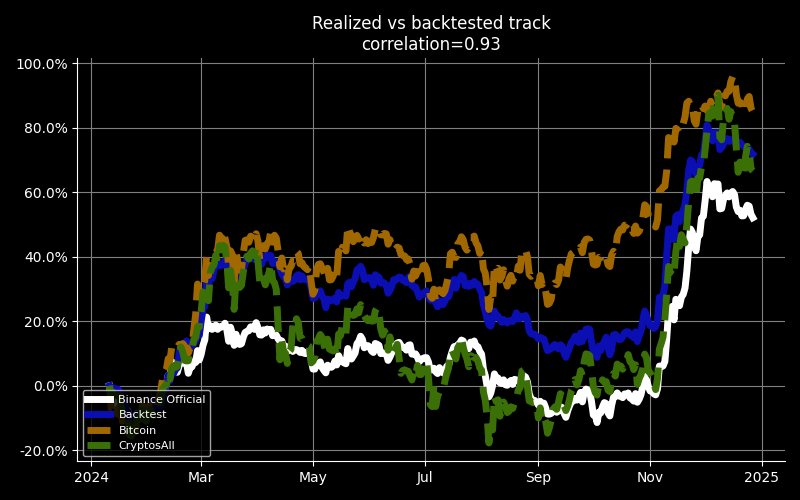 Realized vs backtested track
correlation=0.93
100.0%
80.0%
60.0%
40.0%
20.0%
0.0%
-20.0%
Binance Official
Backtest
Bitcoin
CryptosAll
2024 Mar May Jul Sep Nov 2025